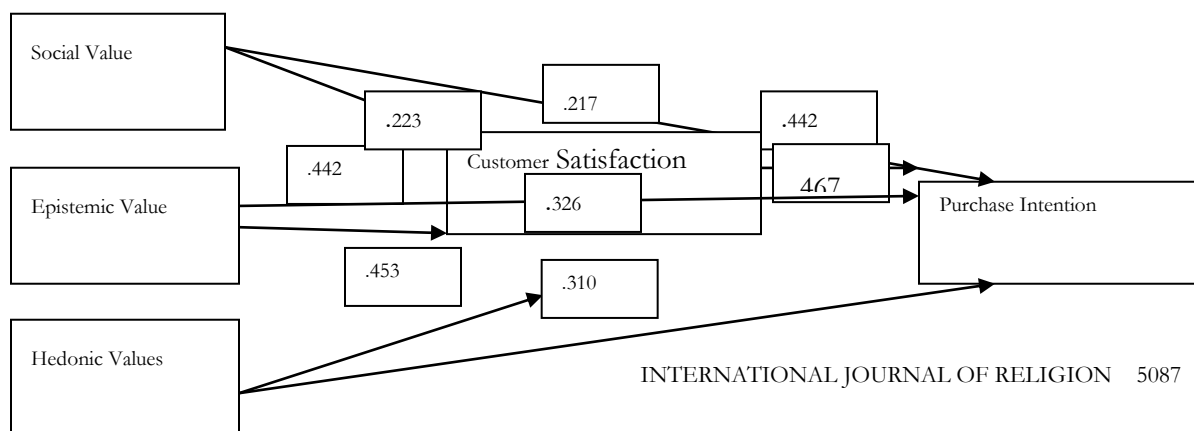 Social Value
.217
.442
.223
Customer Satisfaction
.442
.467
Epistemic Value
.326
Purchase Intention
.453
.310
Hedonic Values
INTERNATIONAL JOURNAL OF RELIGION 5087